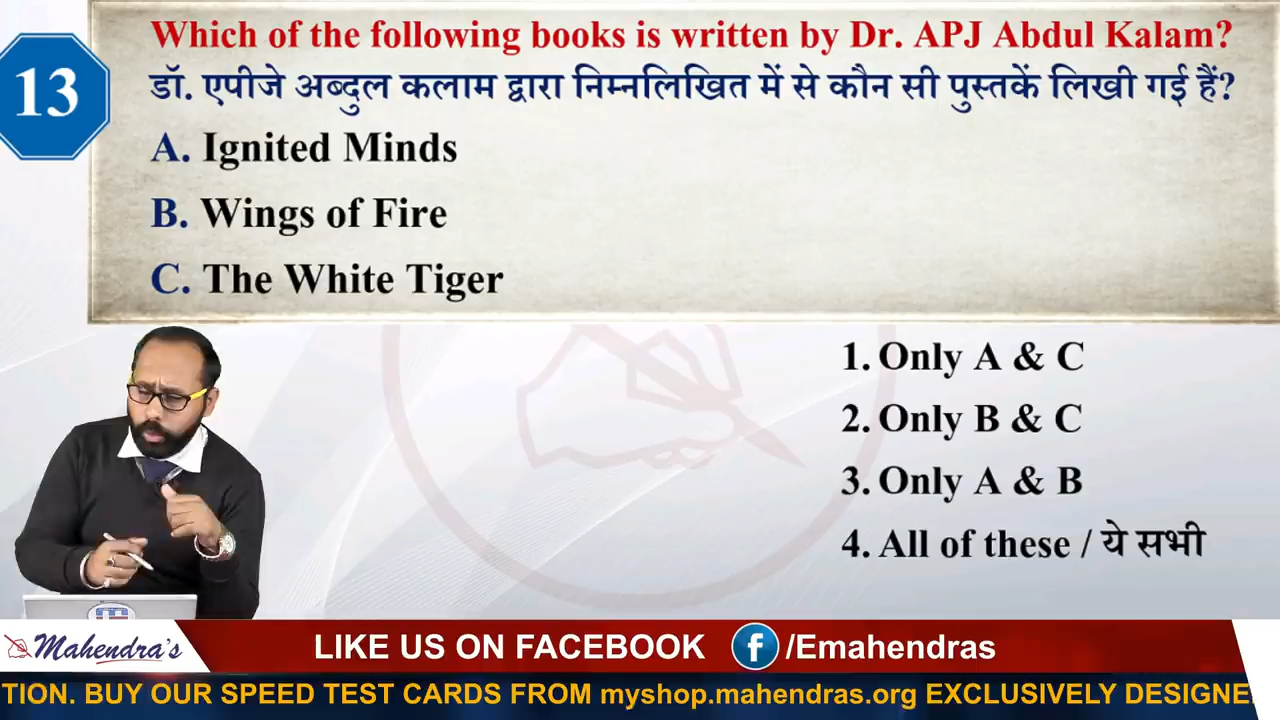 13
Which of the following books is written by Dr. APJ Abdul Kalam?
डॉ. एपीजे अब्दुल कलाम द्वारा निम्नलिखित में से कौन सी पुस्तकें लिखी गई हैं?
A. Ignited Minds
B. Wings of Fire
C. The White Tiger
1. Only A & C
2. Only B & C
3. Only A & B
4. All of these / ये सभी
Mahendra's
LIKE US ON FACEBOOK f /Emahendras
TION. BUY OUR SPEED TEST CARDS FROM myshop.mahendras.org EXCLUSIVELY DESIGNE